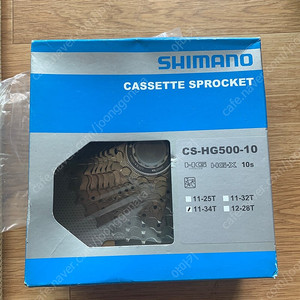 SHIMANO
CASSETTE SPROCKET
CS-HG500-10
HG HG-X 10s
11-25T 11-32T
11-34T 12-28T